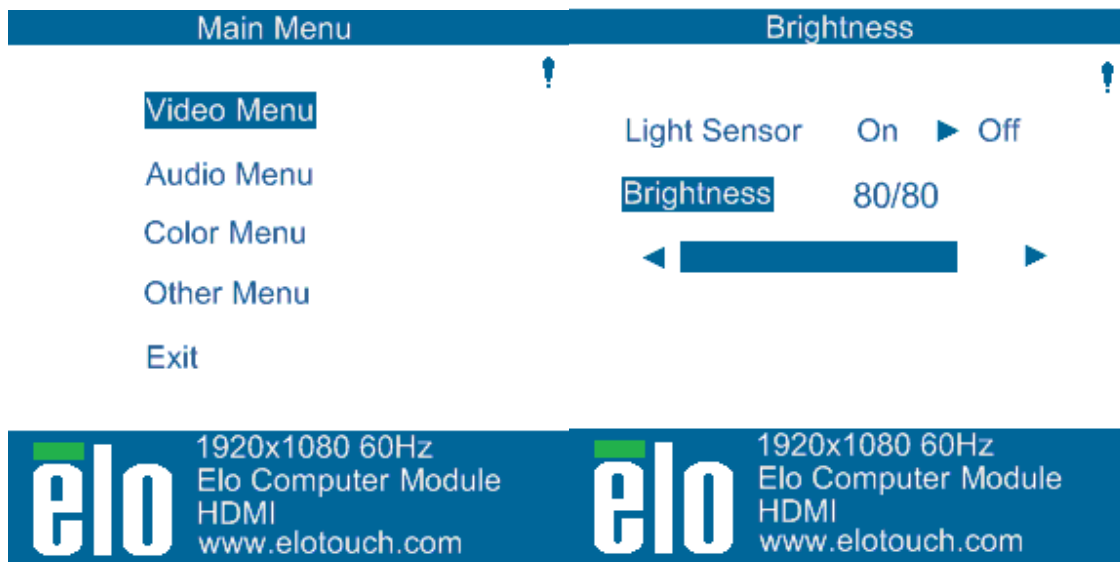 Main Menu
Video Menu
Audio Menu
Color Menu
Other Menu
Exit
elo
1920x1080 60Hz
Elo Computer Module
HDMI
www.elotouch.com
Brightness
Light Sensor On ▶ Off
Brightness 80/80
elo
1920x1080 60Hz
Elo Computer Module
HDMI
www.elotouch.com